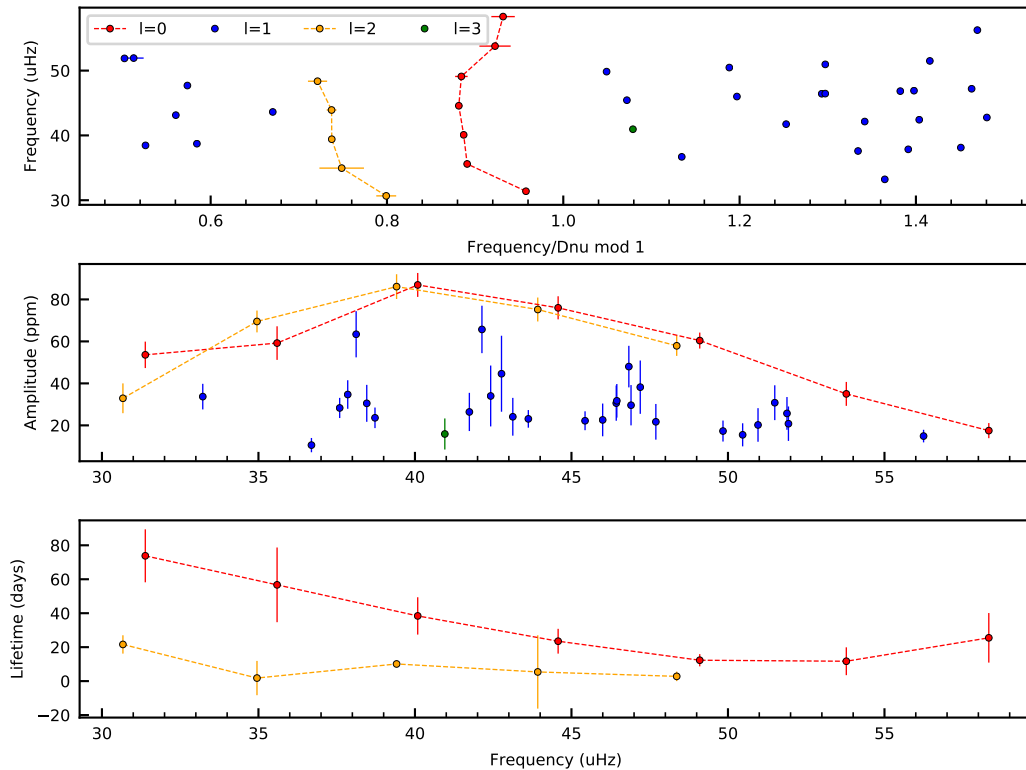 l=0 l=1 l=2 l=3
Frequency (uHz)
50
40
30
0.6 0.8 1.0 1.2 1.4
Frequency/Dnu mod 1
Amplitude (ppm)
80
60
40
20
30 35 40 45 50 55
Lifetime (days)
80
60
40
20
0
−20
30 35 40 45 50 55
Frequency (uHz)